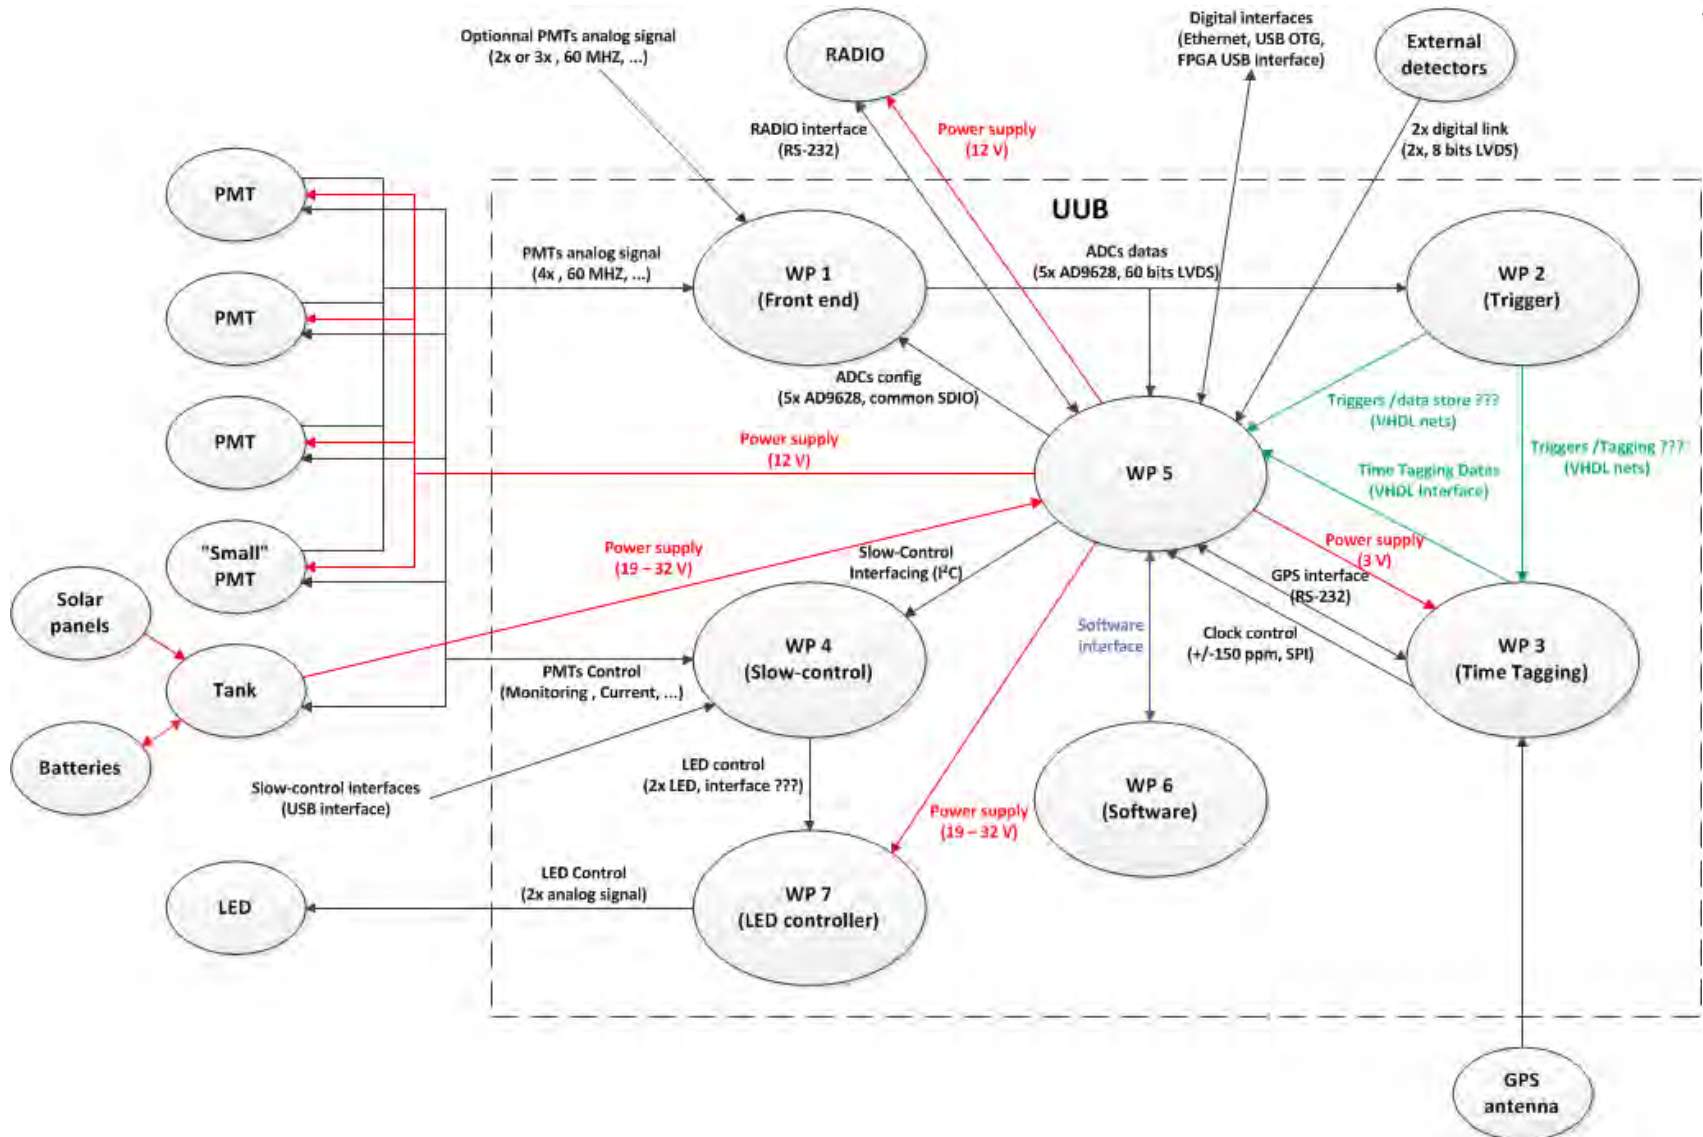 Optionnal PMTs analog signal
(2x or 3x , 60 MHZ, ...)
RADIO
Digital interfaces
(Ethernet, USB OTG,
FPGA USB interface)
External
detectors
RADIO interface
(RS-232)
Power supply
(12 V)
2x digital link
(2x, 8 bits LVDS)
UUB
PMT
PMTs analog signal
(4x , 60 MHZ, ...)
WP 1
(Front end)
ADCs datas
(5x AD9628, 60 bits LVDS)
WP 2
(Trigger)
PMT
ADCs config
(5x AD9628, common SDIO)
Triggers /data store ???
(VHDL nets)
Triggers /Tagging ???
(VHDL nets)
PMT
Power supply
(12 V)
WP 5
Time Tagging Datas
(VHDL Interface)
"Small"
PMT
Power supply
(19 – 32 V)
Slow-Control
Interfacing (I²C)
Power supply
(3 V)
GPS interface
(RS-232)
Solar
panels
Software
interface
Clock control
(+/-150 ppm, SPI)
WP 4
(Slow-control)
WP 3
(Time Tagging)
Tank
PMTs Control
(Monitoring , Current, ...)
Batteries
Slow-control interfaces
(USB interface)
LED control
(2x LED, interface ???)
WP 6
(Software)
Power supply
(19 – 32 V)
LED
LED Control
(2x analog signal)
WP 7
(LED controller)
GPS
antenna